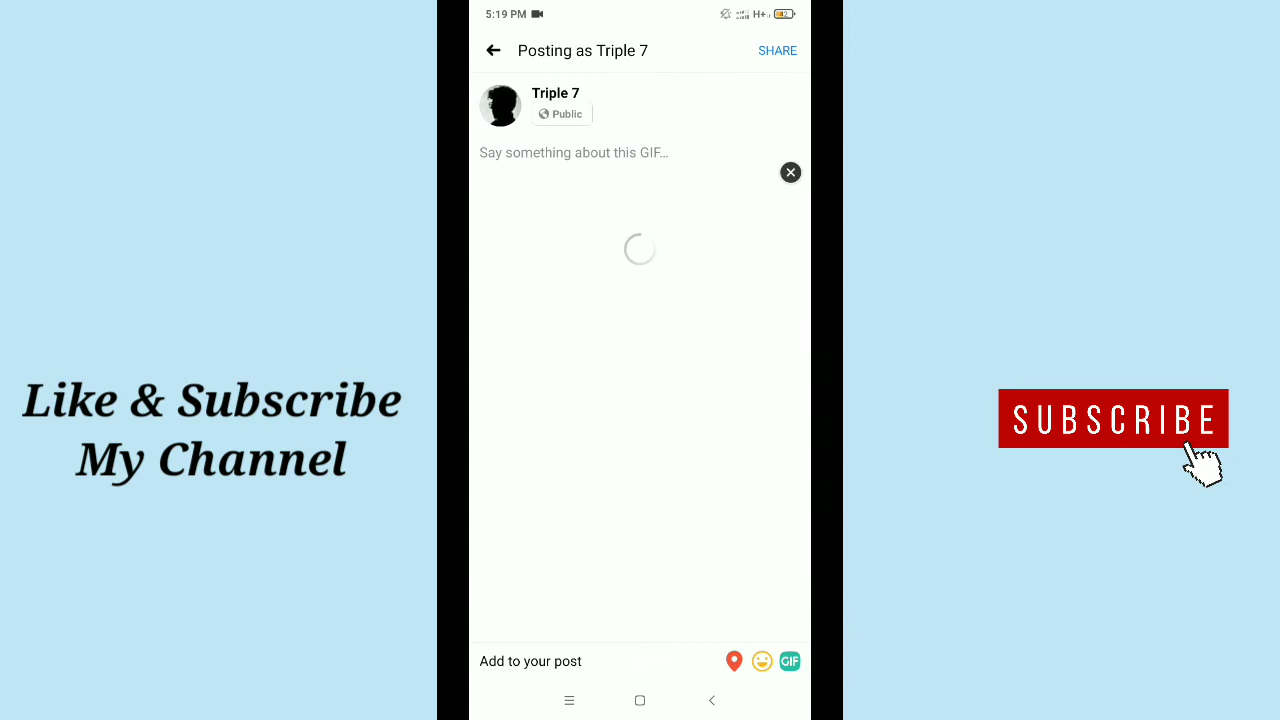 5:19 PM
H+
Posting as Triple 7
SHARE
Triple 7
Public
Say something about this GIF...
Like & Subscribe
My Channel
SUBSCRIBE
Add to your post
GIF